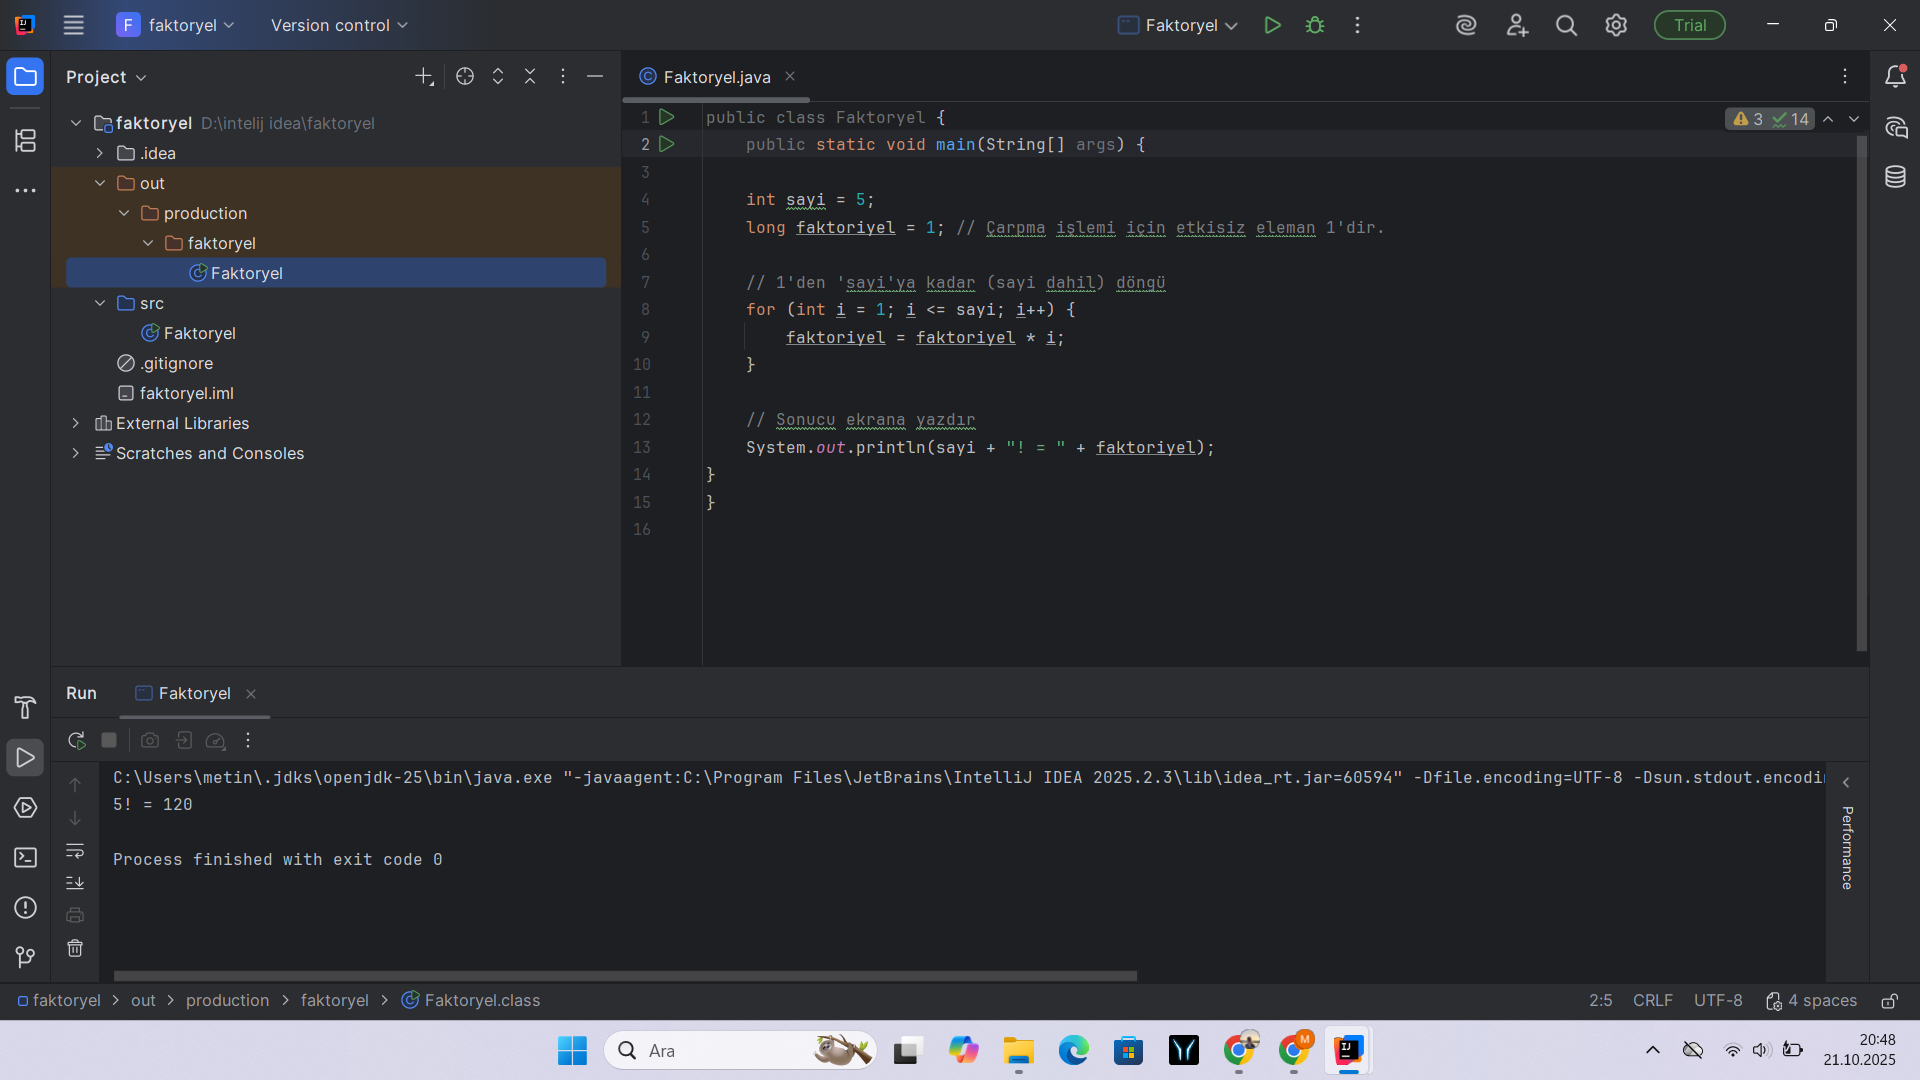 F faktoryel Version control Faktoryel Trial
Project
Faktoryel.java
faktoryel D:\intelij idea\faktoryel
.idea
out
production
faktoryel
Faktoryel
src
Faktoryel
.gitignore
faktoryel.iml
External Libraries
Scratches and Consoles
3 14
1 public class Faktoryel {
2 public static void main(String[] args) {
3
4 int sayi = 5;
5 long faktoriyel = 1; // Çarpma işlemi için etkisiz eleman 1'dir.
6
7 // 1'den 'sayi'ya kadar (sayi dahil) döngü
8 for (int i = 1; i <= sayi; i++) {
9 faktoriyel = faktoriyel * i;
10 }
11
12 // Sonucu ekrana yazdır
13 System.out.println(sayi + "! = " + faktoriyel);
14 }
15 }
16
Run Faktoryel
C:\Users\metin\.jdks\openjdk-25\bin\java.exe "-javaagent:C:\Program Files\JetBrains\IntelliJ IDEA 2025.2.3\lib\idea_rt.jar=60594" -Dfile.encoding=UTF-8 -Dsun.stdout.encodi
5! = 120
Process finished with exit code 0
Performance
faktoryel > out > production > faktoryel > Faktoryel.class
2:5 CRLF UTF-8 4 spaces
Ara
M
IJ
20:48
21.10.2025